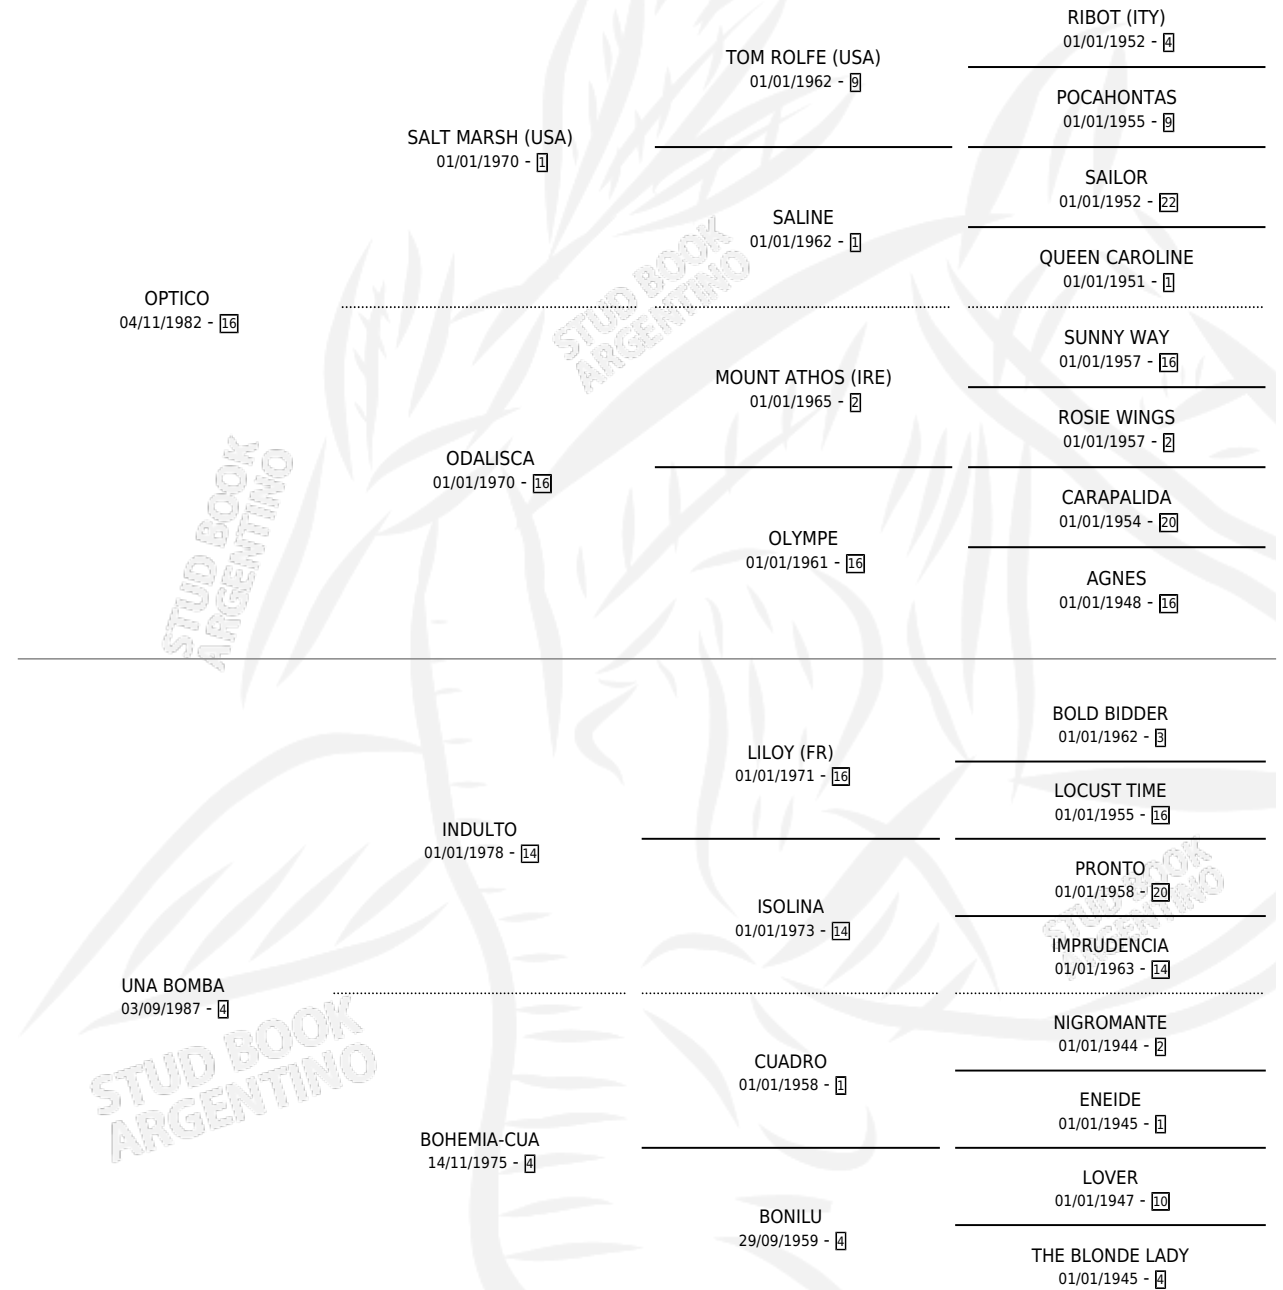 RIBOT (ITY)
01/01/1952 - 4
TOM ROLFE (USA)
01/01/1962 - 9
POCAHONTAS
01/01/1955 - 9
SALT MARSH (USA)
01/01/1970 - 1
SAILOR
01/01/1952 - 22
SALINE
01/01/1962 - 1
QUEEN CAROLINE
01/01/1951 - 1
OPTICO
04/11/1982 - 16
SUNNY WAY
01/01/1957 - 16
MOUNT ATHOS (IRE)
01/01/1965 - 2
ROSIE WINGS
01/01/1957 - 2
ODALISCA
01/01/1970 - 16
CARAPALIDA
01/01/1954 - 20
OLYMPE
01/01/1961 - 16
AGNES
01/01/1948 - 16
STUD BOOK
ARGENTINO
STUD BOOK
ARGENTINO
BOLD BIDDER
01/01/1962 - 3
LILOY (FR)
01/01/1971 - 16
LOCUST TIME
01/01/1955 - 16
INDULTO
01/01/1978 - 14
PRONTO
01/01/1958 - 20
ISOLINA
01/01/1973 - 14
IMPRUDENCIA
01/01/1963 - 14
UNA BOMBA
03/09/1987 - 4
NIGROMANTE
01/01/1944 - 2
CUADRO
01/01/1958 - 1
ENEIDE
01/01/1945 - 1
BOHEMIA-CUA
14/11/1975 - 4
LOVER
01/01/1947 - 10
BONILU
29/09/1959 - 4
THE BLONDE LADY
01/01/1945 - 4
STUD BOOK
ARGENTINO
STUD BOOK
ARGENTINO